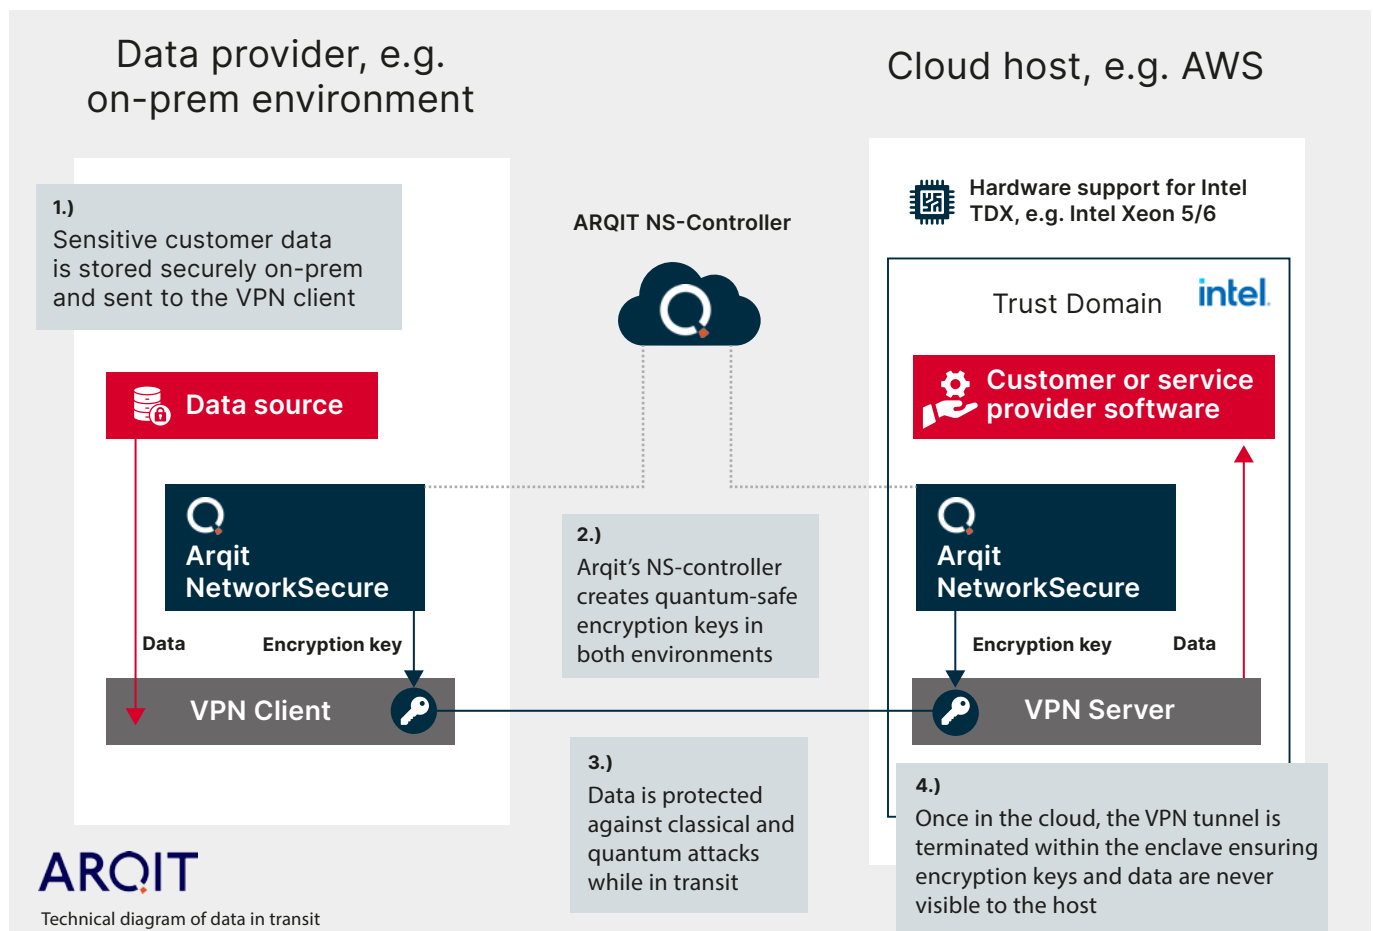 Data provider, e.g.
on-prem environment
Cloud host, e.g. AWS
1.)
Sensitive customer data
is stored securely on-prem
and sent to the VPN client
ARQIT NS-Controller
Hardware support for Intel
TDX, e.g. Intel Xeon 5/6
Trust Domain
intel.
Data source
Customer or service
provider software
Arqit
NetworkSecure
Arqit
NetworkSecure
2.)
Arqit’s NS-controller
creates quantum-safe
encryption keys in
both environments
Data
Encryption key
Encryption key
Data
VPN Client
VPN Server
3.)
Data is protected
against classical and
quantum attacks
while in transit
4.)
Once in the cloud, the VPN tunnel is
terminated within the enclave ensuring
encryption keys and data are never
visible to the host
ARQIT
Technical diagram of data in transit